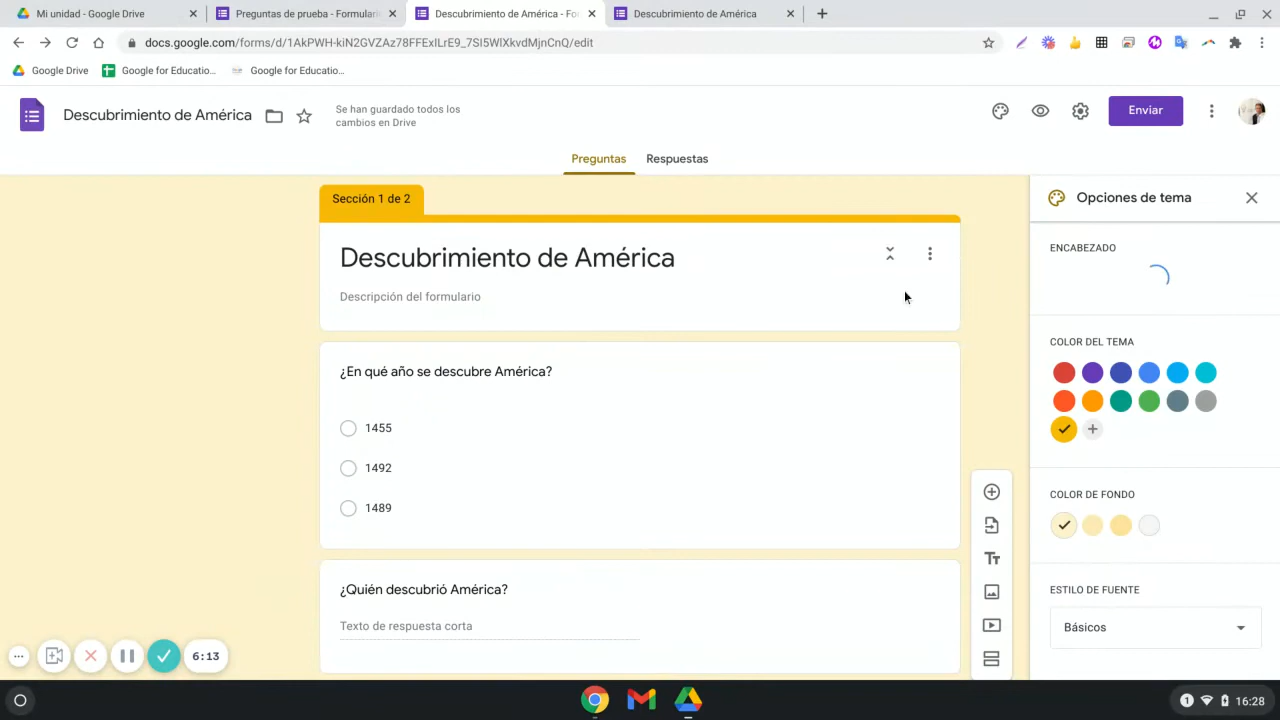 Mi unidad - Google Drive
Preguntas de prueba - Formulari
Descubrimiento de América - Fo
Descubrimiento de América
docs.google.com/forms/d/1AkPWH-kiN2GVZAz78FFExILrE9_7SI5WlXkvdMjnCnQ/edit
Google Drive
Google for Educatio...
Google for Educatio...
Descubrimiento de América
Se han guardado todos los
cambios en Drive
Enviar
Preguntas
Respuestas
Sección 1 de 2
Opciones de tema
Descubrimiento de América
Descripción del formulario
ENCABEZADO
COLOR DEL TEMA
¿En qué año se descubre América?
1455
1492
1489
COLOR DE FONDO
¿Quién descubrió América?
Texto de respuesta corta
ESTILO DE FUENTE
Básicos
Tт
6:13
1
16:28